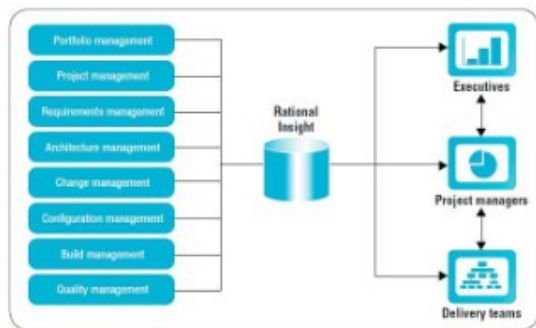 Portfolio management
Project management
Requirements management
Architecture management
Change management
Configuration management
Build management
Quality management
Rational
Insight
Executives
Project managers
Delivery teams